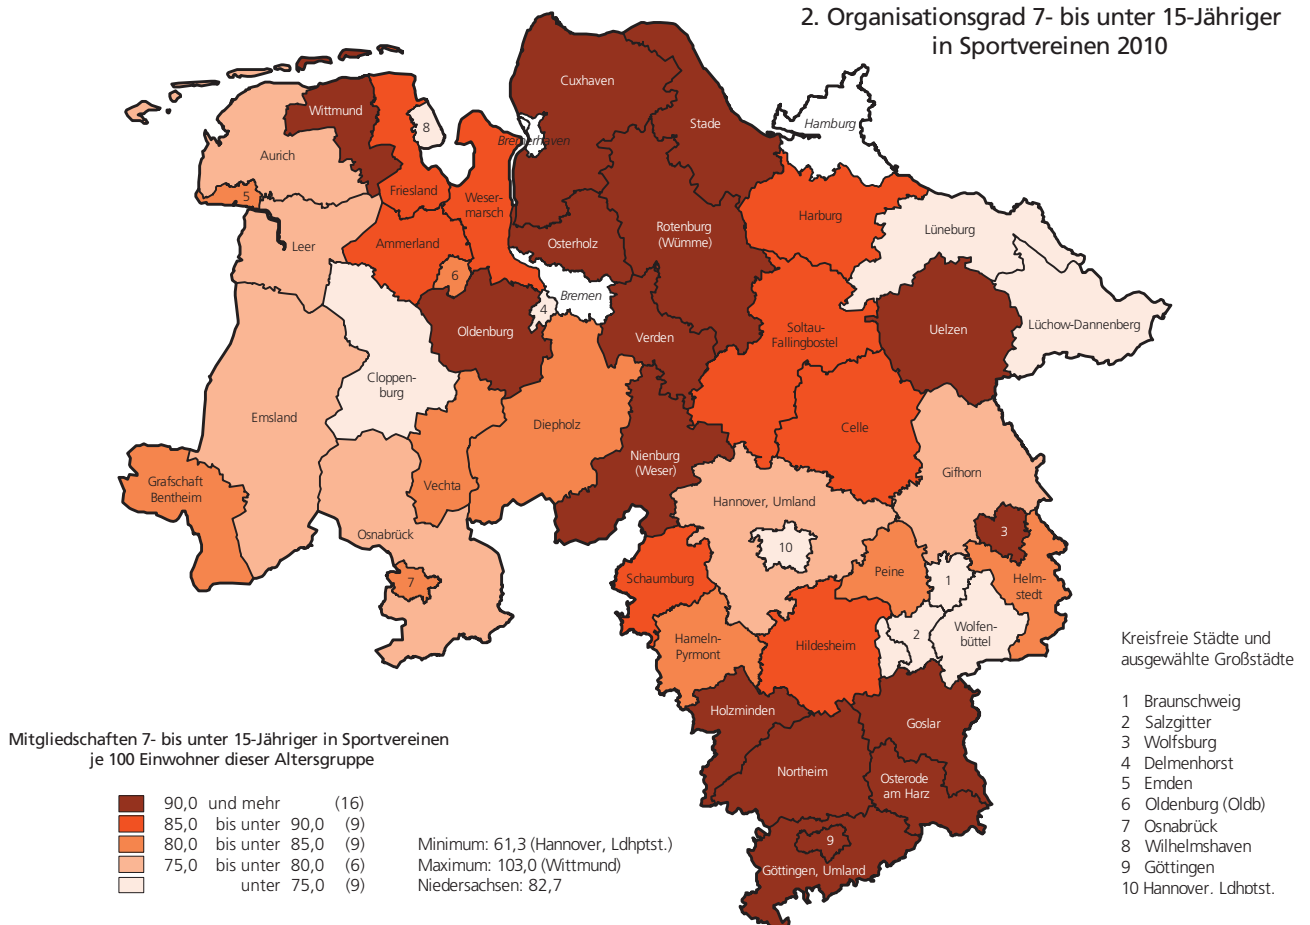 2. Organisationsgrad 7- bis unter 15-Jähriger
in Sportvereinen 2010
Cuxhaven
Wittmund
Stade
Hamburg
8
Bremerhaven
Aurich
5
Friesland
Weser-
marsch
Harburg
Lüneburg
Rotenburg
(Wümme)
Leer
Ammerland
Osterholz
6
Bremen
4
Lüchow-Dannenberg
Oldenburg
Verden
Soltau-
Fallingbostel
Uelzen
Cloppen-
burg
Emsland
Diepholz
Celle
Nienburg
(Weser)
Gifhorn
Grafschaft
Bentheim
Vechta
Hannover, Umland
Osnabrück
10
3
7
Schaumburg
Peine
1
Helm-
stedt
Hameln-
Pyrmont
Hildesheim
2
Wolfen-
büttel
Holzminden
Goslar
Northeim
Osterode
am Harz
9
Göttingen, Umland
Mitgliedschaften 7- bis unter 15-Jähriger in Sportvereinen
je 100 Einwohner dieser Altersgruppe
90,0 und mehr (16)
85,0 bis unter 90,0 (9)
80,0 bis unter 85,0 (9)
75,0 bis unter 80,0 (6)
unter 75,0 (9)
Minimum: 61,3 (Hannover, Ldhptst.)
Maximum: 103,0 (Wittmund)
Niedersachsen: 82,7
Kreisfreie Städte und
ausgewählte Großstädte
1 Braunschweig
2 Salzgitter
3 Wolfsburg
4 Delmenhorst
5 Emden
6 Oldenburg (Oldb)
7 Osnabrück
8 Wilhelmshaven
9 Göttingen
10 Hannover, Ldhptst.